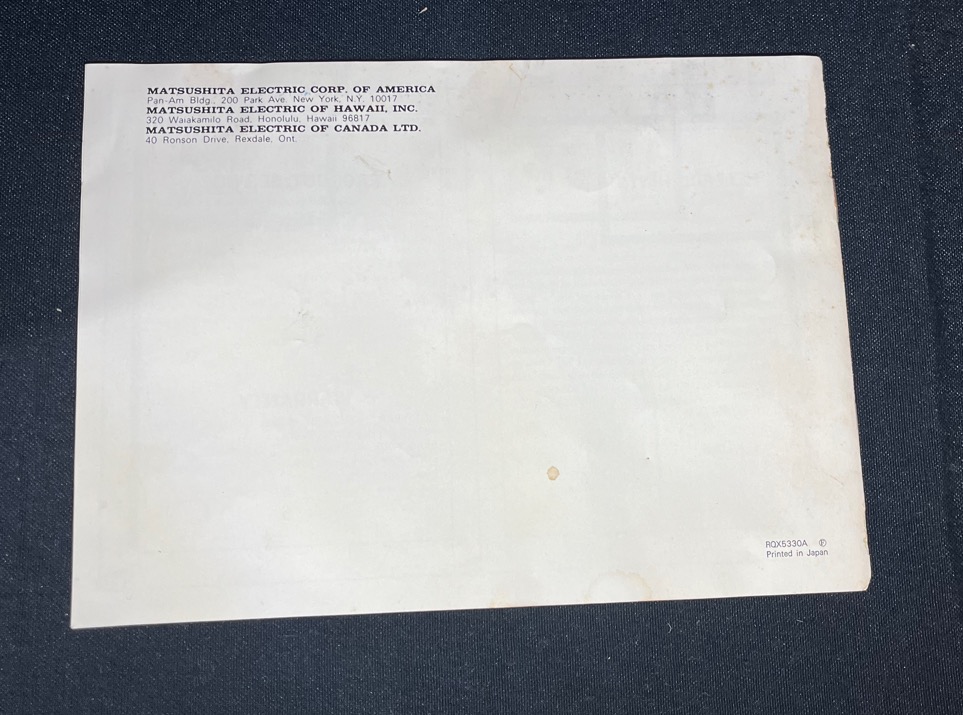 MATSUSHITA ELECTRIC CORP. OF AMERICA
Pan-Am Bldg., 200 Park Ave. New York, N.Y. 10017
MATSUSHITA ELECTRIC OF HAWAII, INC.
320 Waiakamilo Road, Honolulu, Hawaii 96817
MATSUSHITA ELECTRIC OF CANADA LTD.
40 Ronson Drive, Rexdale, Ont.
RQX5330A Ⓟ
Printed in Japan